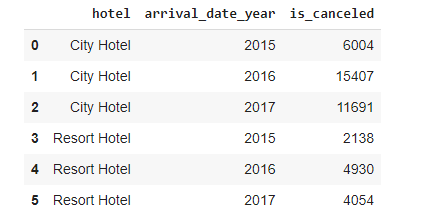 hotel arrival_date_year is_canceled
0 City Hotel 2015 6004
1 City Hotel 2016 15407
2 City Hotel 2017 11691
3 Resort Hotel 2015 2138
4 Resort Hotel 2016 4930
5 Resort Hotel 2017 4054